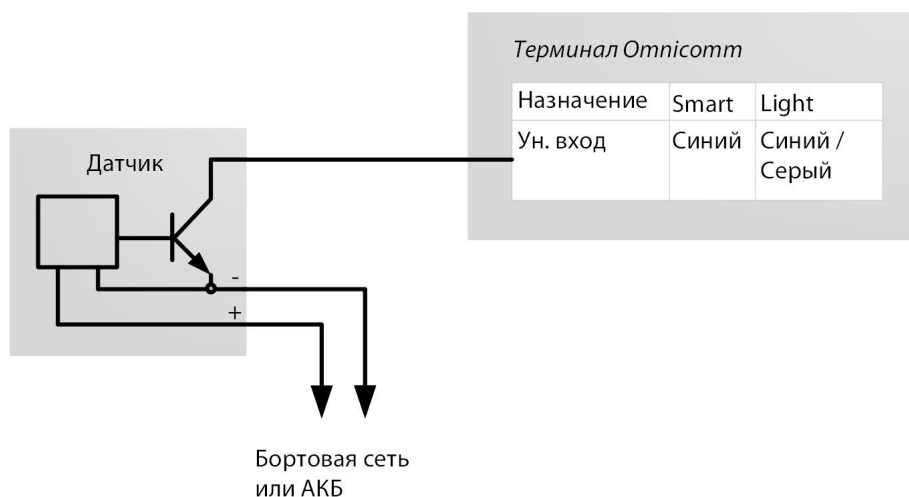 Терминал Omnicomm
Назначение Smart Light
Ун. вход Синий Синий /
Серый
Датчик
-
+
Бортовая сеть
или АКБ